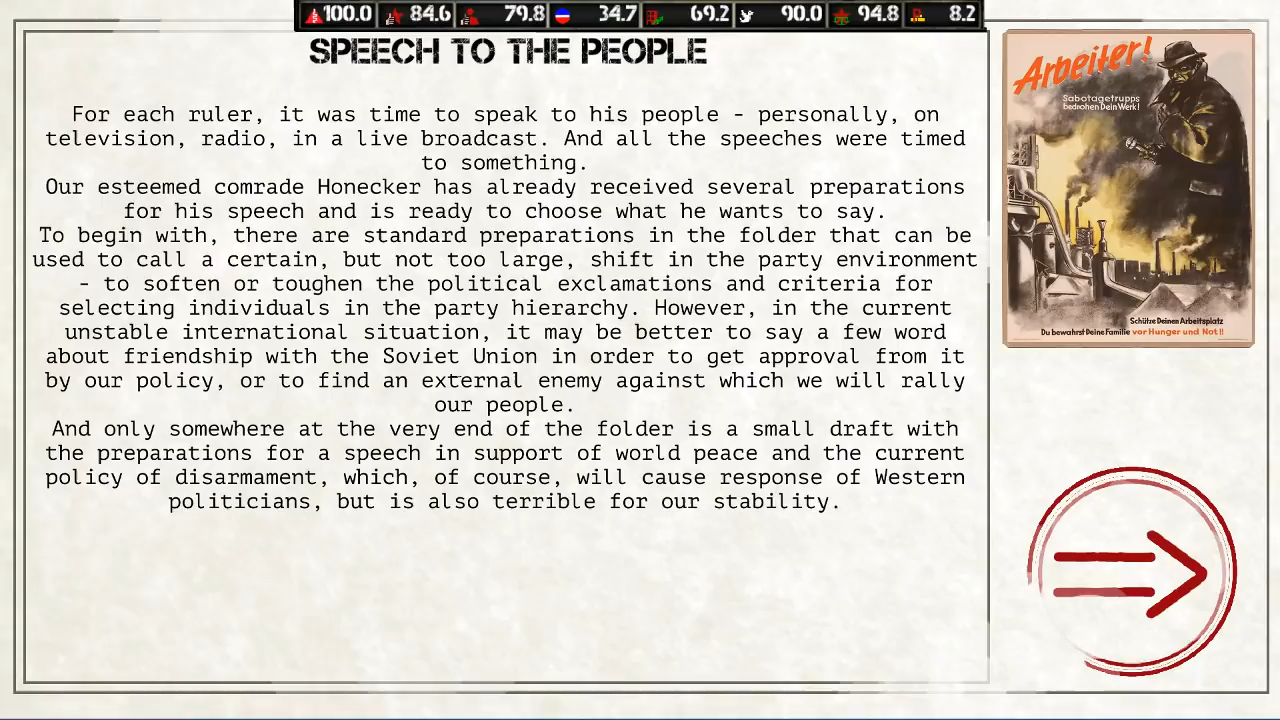 100.0 84.6 79.8 34.7 69.2 90.0 94.8 8.2
SPEECH TO THE PEOPLE
For each ruler, it was time to speak to his people - personally, on
television, radio, in a live broadcast. And all the speeches were timed
to something.
Our esteemed comrade Honecker has already received several preparations
for his speech and is ready to choose what he wants to say.
To begin with, there are standard preparations in the folder that can be
used to call a certain, but not too large, shift in the party environment
- to soften or toughen the political exclamations and criteria for
selecting individuals in the party hierarchy. However, in the current
unstable international situation, it may be better to say a few word
about friendship with the Soviet Union in order to get approval from it
by our policy, or to find an external enemy against which we will rally
our people.
And only somewhere at the very end of the folder is a small draft with
the preparations for a speech in support of world peace and the current
policy of disarmament, which, of course, will cause response of Western
politicians, but is also terrible for our stability.
Arbeiter!
Sabotagetrupps
bedrohen Dein Werk!
Schütze Deinen Arbeitsplatz
Du bewahrst Deine Familie vor Hunger und Not!!